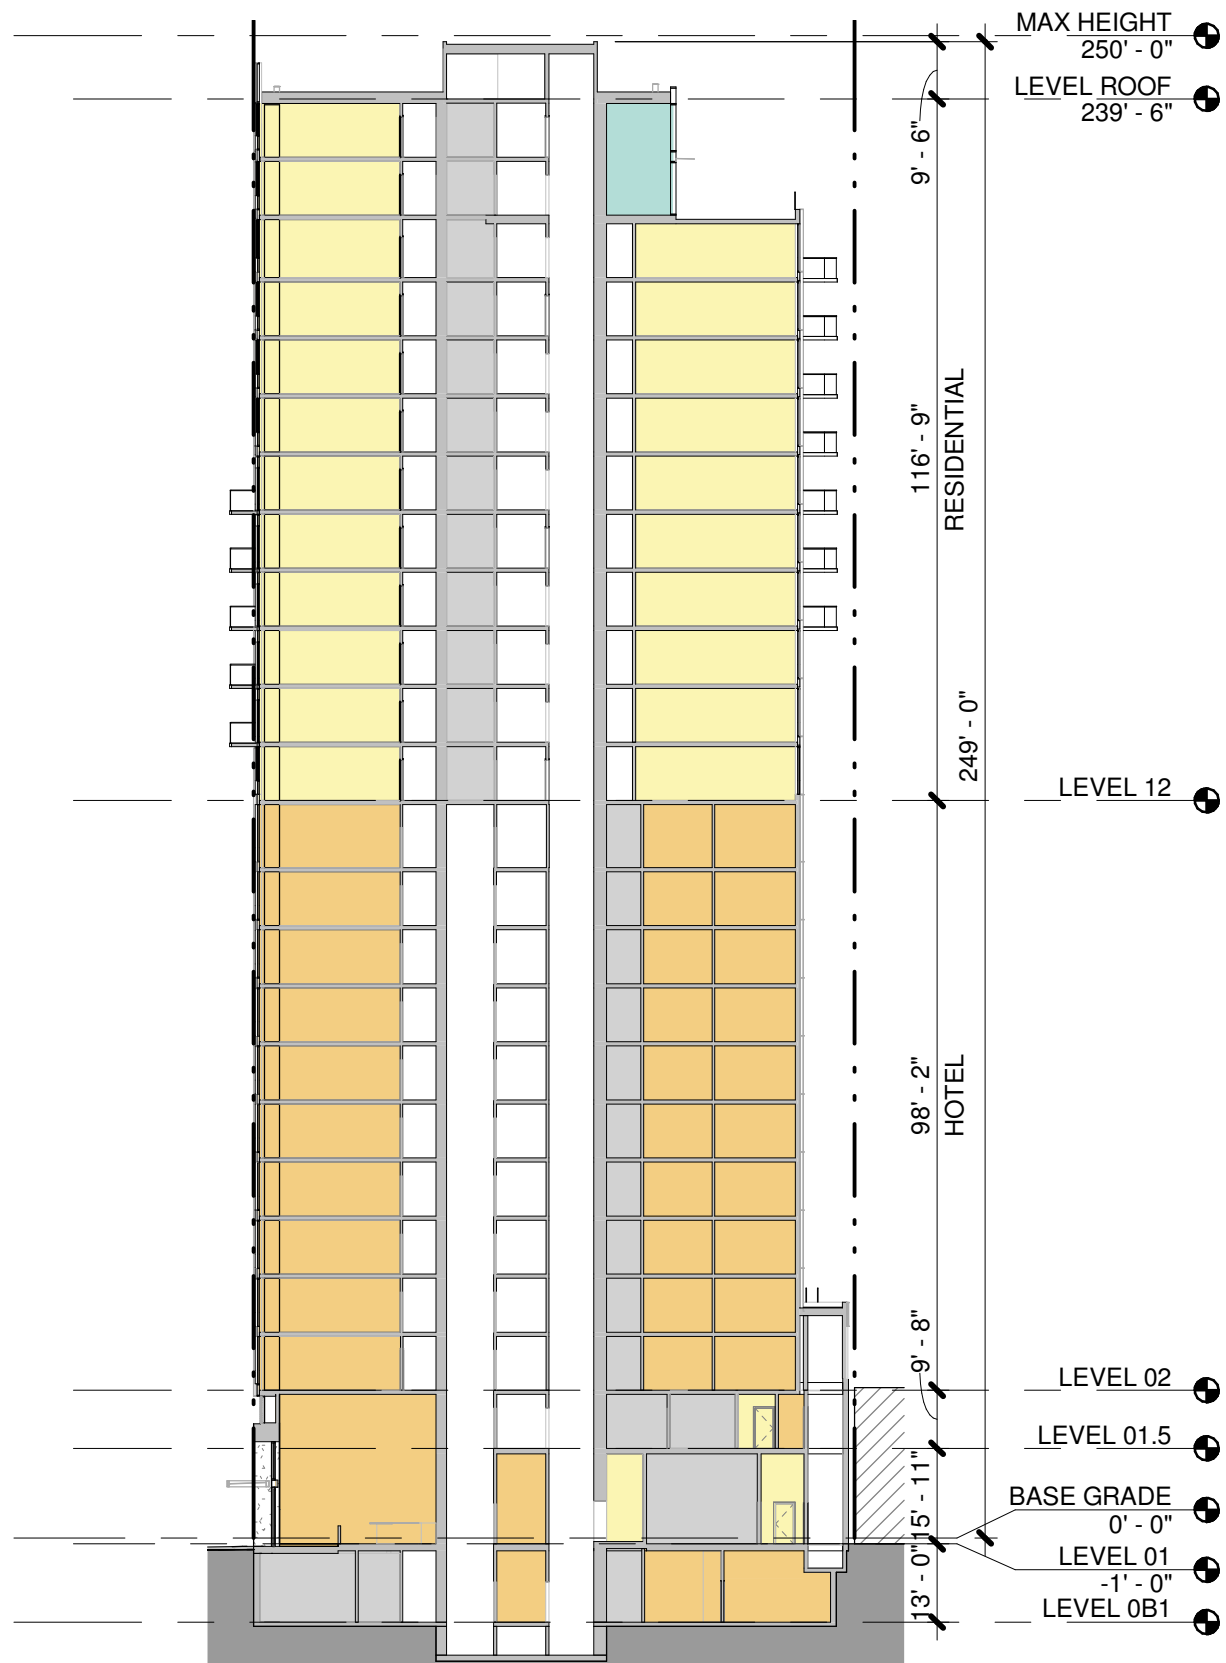 MAX HEIGHT
250' - 0"
LEVEL ROOF
239' - 6"
9' - 6"
116' - 9"
RESIDENTIAL
249' - 0"
LEVEL 12
98' - 2"
HOTEL
9' - 8"
LEVEL 02
LEVEL 01.5
15' - 11"
BASE GRADE
0' - 0"
13' - 0"
LEVEL 01
-1' - 0"
LEVEL 0B1